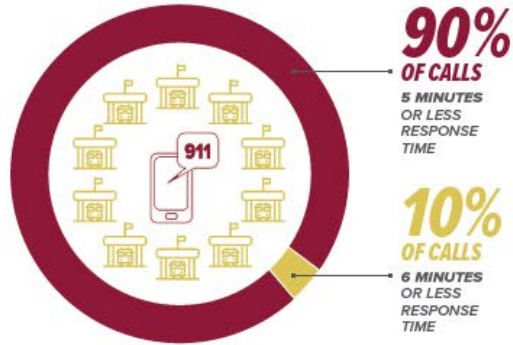 911
90%
OF CALLS
5 MINUTES
OR LESS
RESPONSE
TIME
10%
OF CALLS
6 MINUTES
OR LESS
RESPONSE
TIME